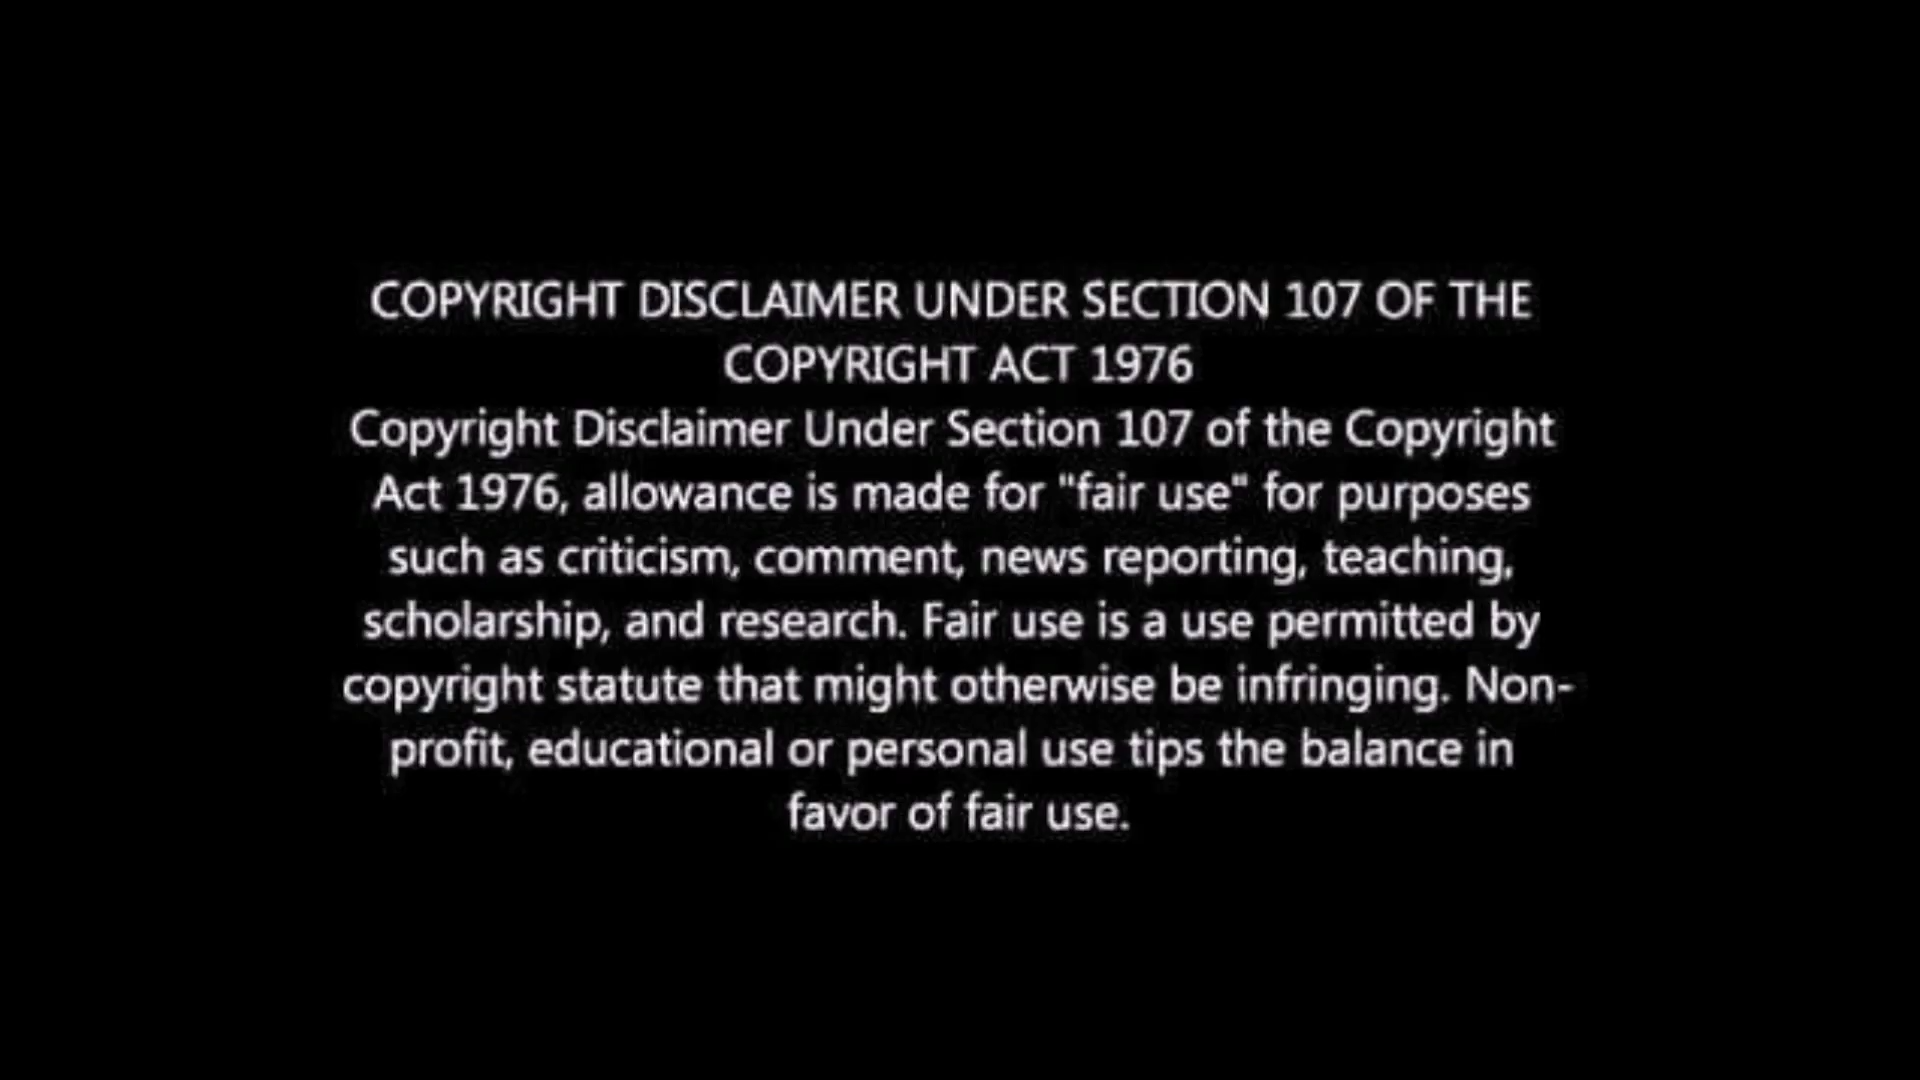 COPYRIGHT DISCLAIMER UNDER SECTION 107 OF THE
COPYRIGHT ACT 1976
Copyright Disclaimer Under Section 107 of the Copyright
Act 1976, allowance is made for "fair use" for purposes
such as criticism, comment, news reporting, teaching,
scholarship, and research. Fair use is a use permitted by
copyright statute that might otherwise be infringing. Non-
profit, educational or personal use tips the balance in
favor of fair use.